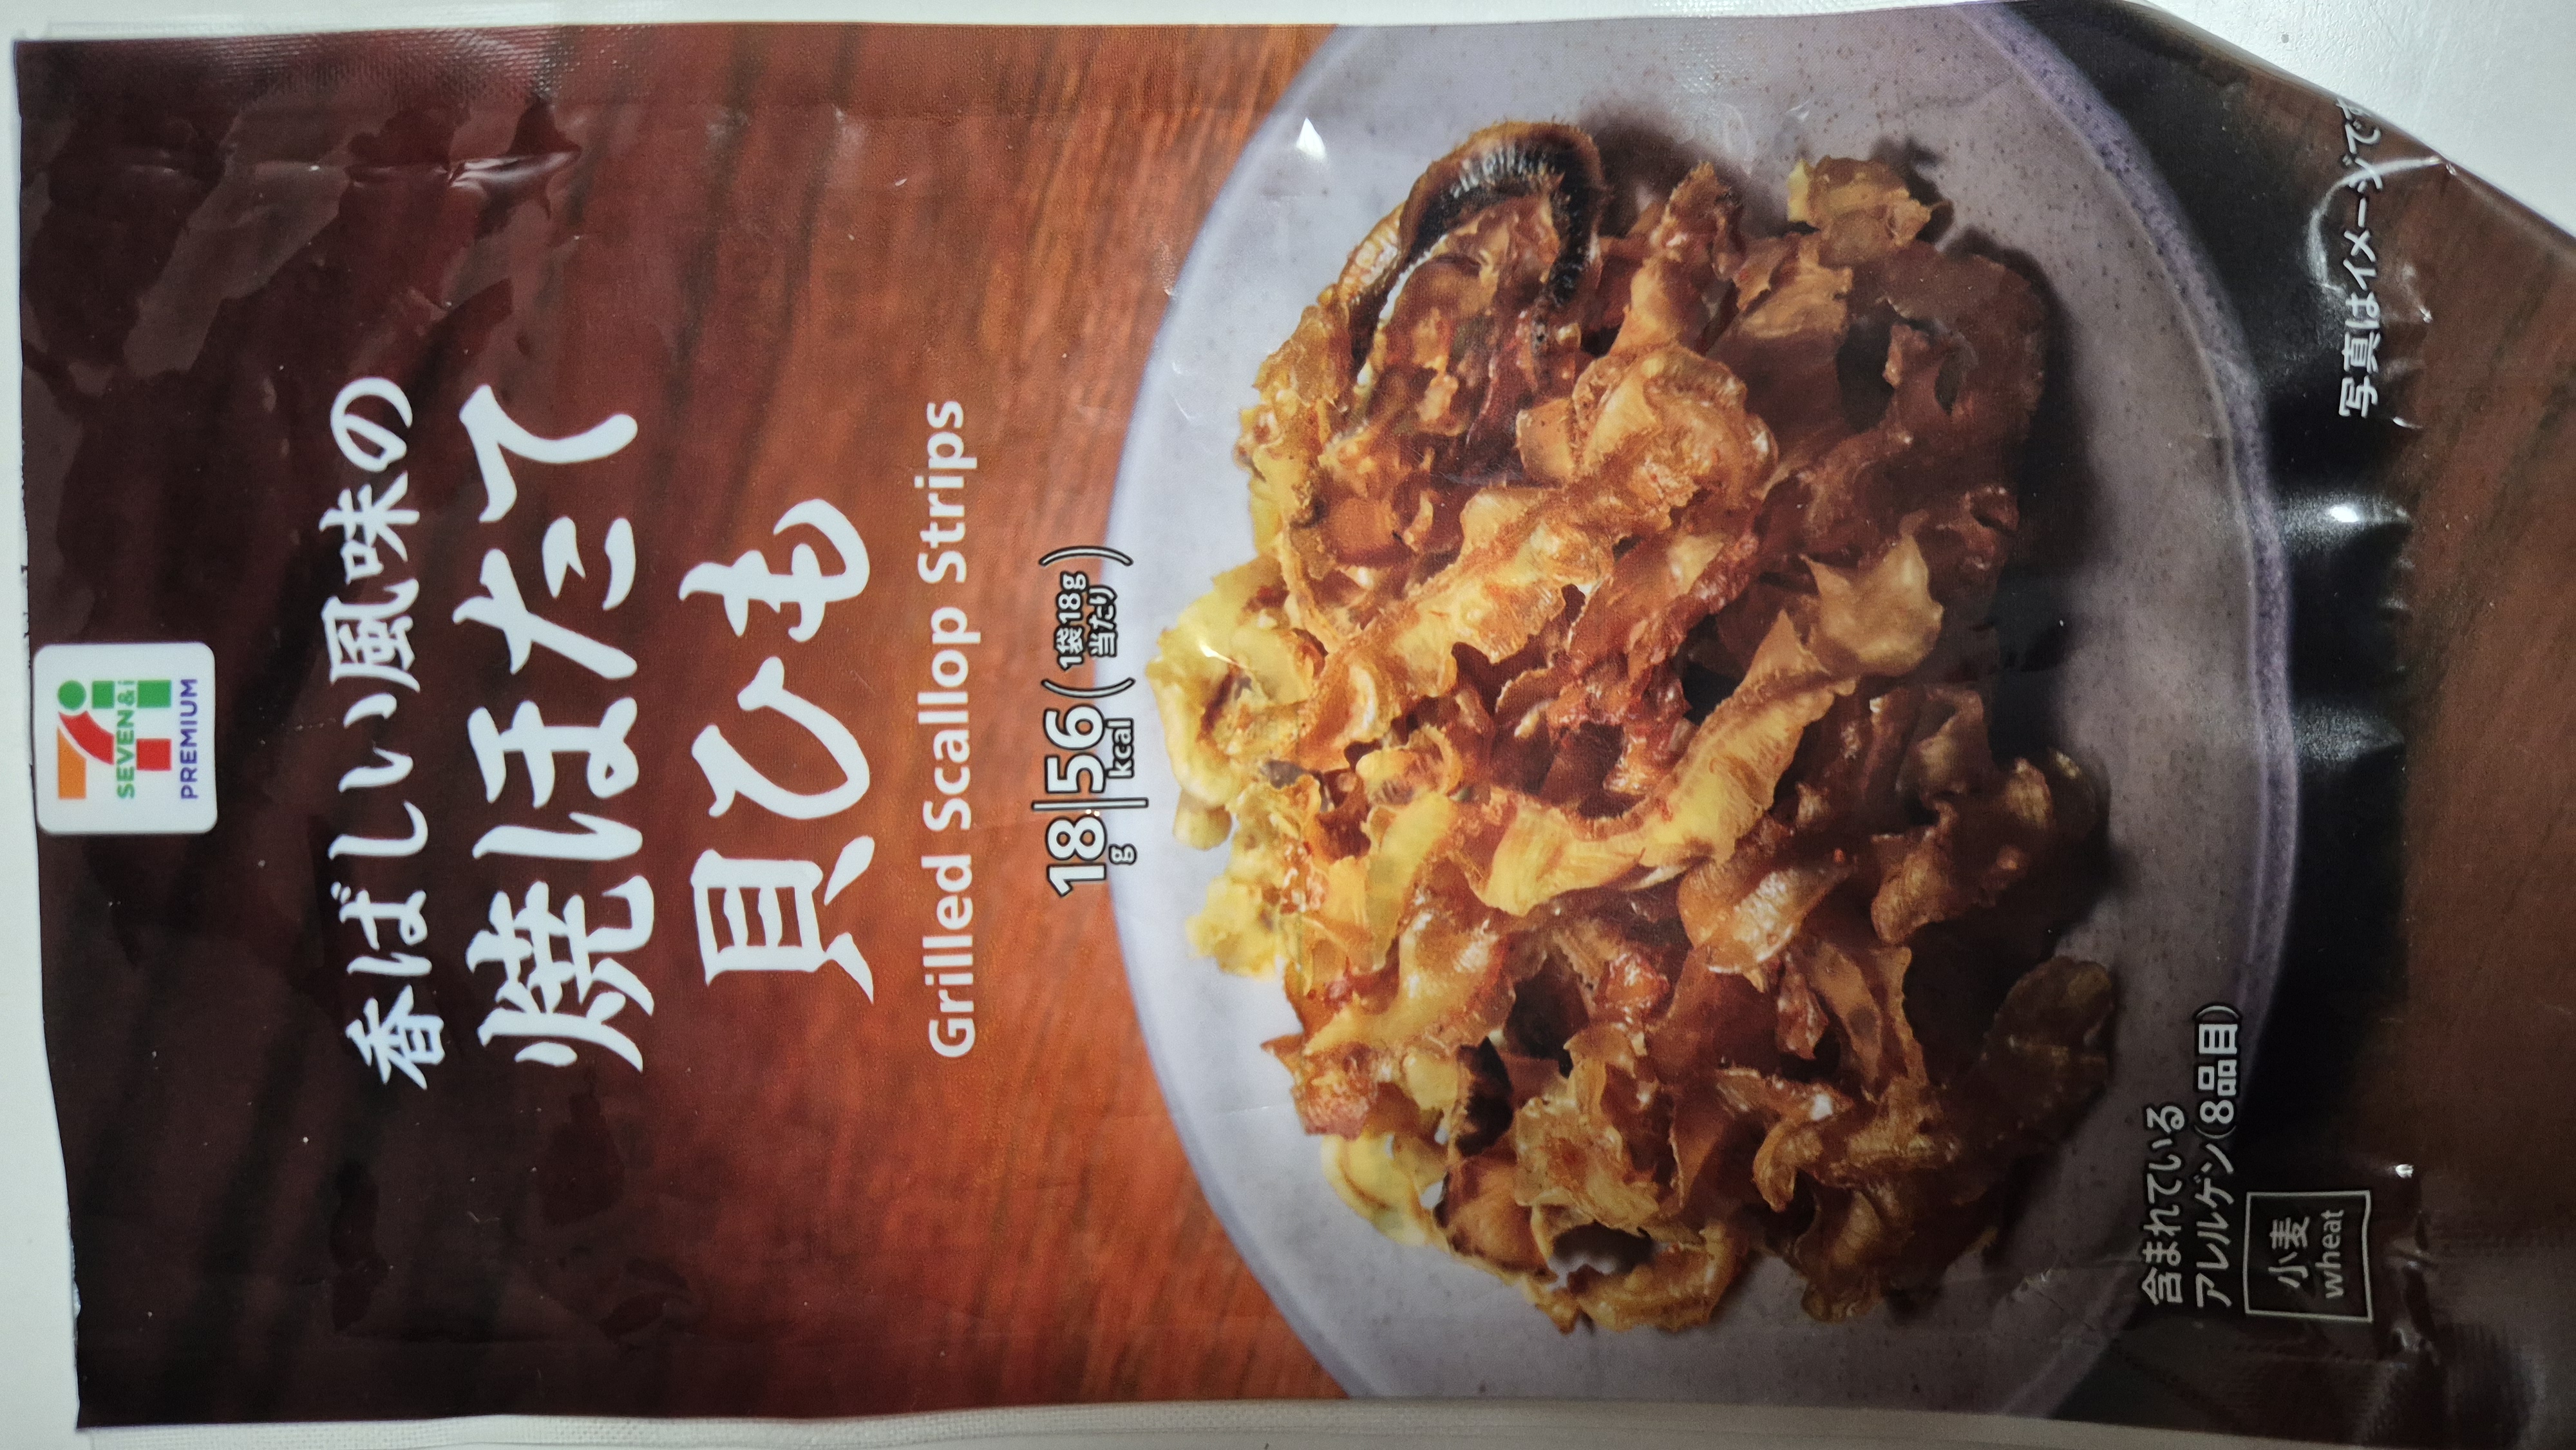 SEVEN&i
PREMIUM
香ばしい風味の
焼ほたて
貝ひも
Grilled Scallop Strips
18g 56kcal(1袋18g当たり)
含まれている
アレルゲン(8品目)
小麦
wheat
写真はイメージです